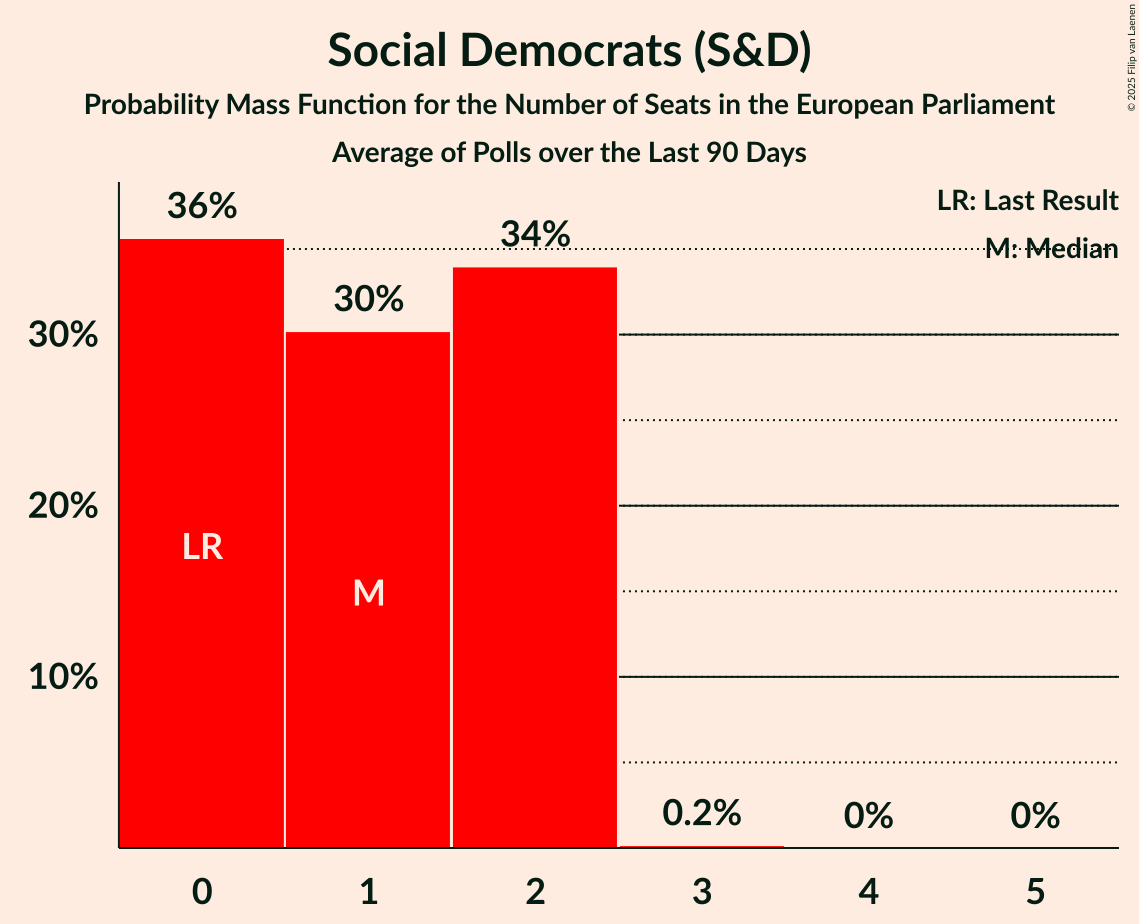 Social Democrats (S&D)
Probability Mass Function for the Number of Seats in the European Parliament
Average of Polls over the Last 90 Days
© 2025 Filip van Laenen
LR: Last Result
M: Median
36%
30%
34%
0.2%
0%
0%
30%
20%
10%
LR
M
0
1
2
3
4
5